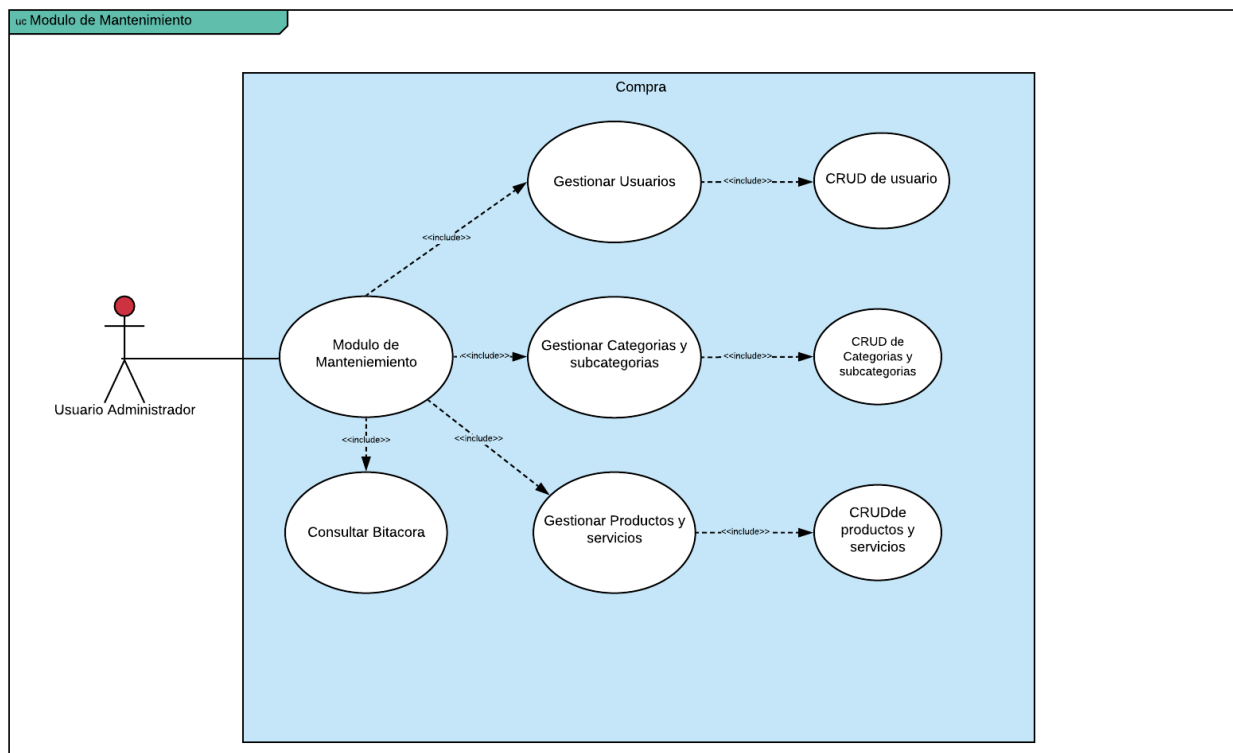 uc Modulo de Mantenimiento
Compra
Gestionar Usuarios
<<include>>
CRUD de usuario
<<include>>
Usuario Administrador
Modulo de
Manteniemiento
<<include>>
Gestionar Categorias y
subcategorias
<<include>>
CRUD de
Categorias y
subcategorias
<<include>>
<<include>>
Consultar Bitacora
Gestionar Productos y
servicios
<<include>>
CRUDde
productos y
servicios